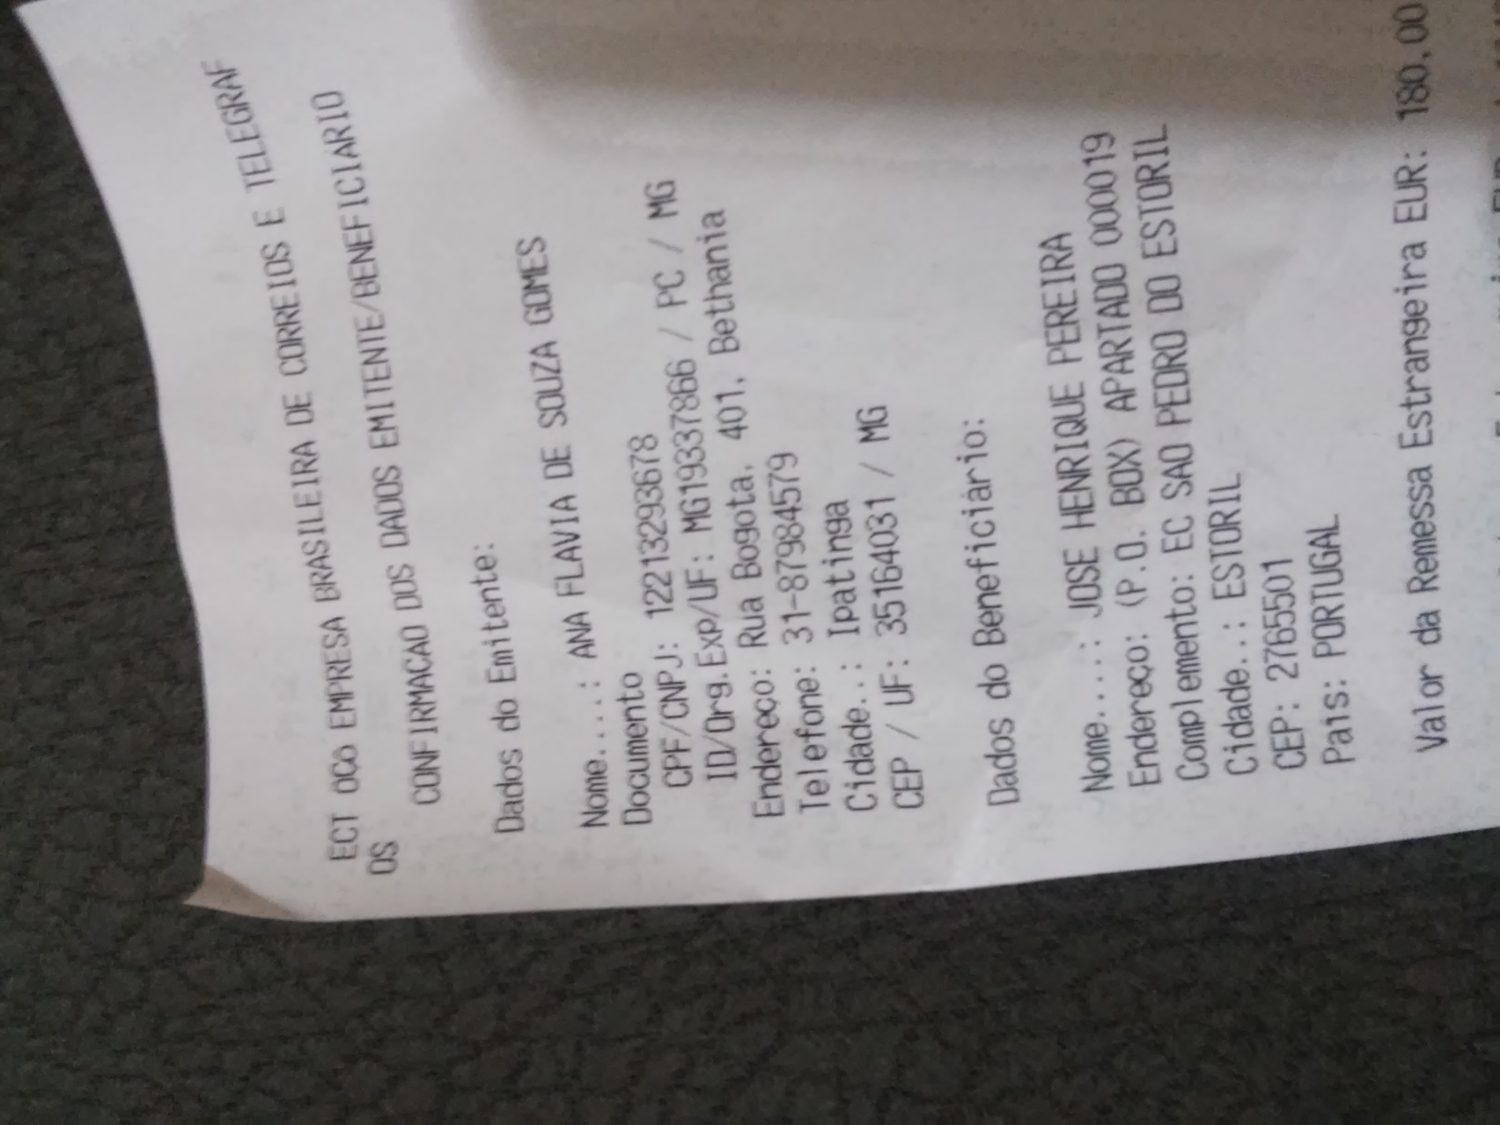 ECT OCÓ EMPRESA BRASILEIRA DE CORREIOS E TELEGRAF
OS
CONFIRMACAO DOS DADOS EMITENTE/BENEFICIARIO
Dados do Emitente:
Nome....: ANA FLAVIA DE SOUZA GOMES
Documento
CPF/CNPJ: 12213293678
ID/Org.Exp/UF: MG19337866 / PC / MG
Endereço: Rua Bogota, 401, Bethania
Telefone: 31-87984579
Cidade..: Ipatinga
CEP / UF: 35164031 / MG
Dados do Beneficiário:
Nome....: JOSE HENRIQUE PEREIRA
Endereço: (P.O. BOX) APARTADO 000019
Complemento: EC SAO PEDRO DO ESTORIL
Cidade..: ESTORIL
CEP: 2765501
País: PORTUGAL
Valor da Remessa Estrangeira EUR: 180,00